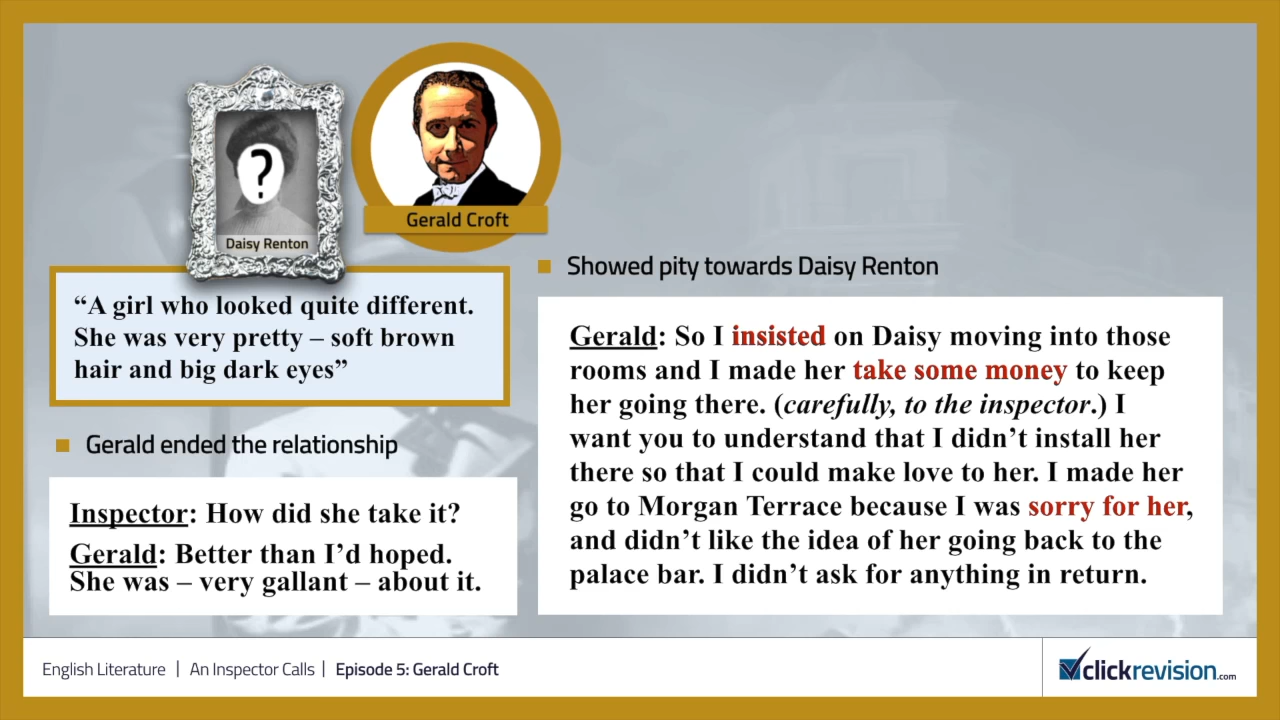 ?
Daisy Renton
Gerald Croft
“A girl who looked quite different.
She was very pretty – soft brown
hair and big dark eyes”
Gerald ended the relationship
Inspector: How did she take it?
Gerald: Better than I’d hoped.
She was – very gallant – about it.
Showed pity towards Daisy Renton
Gerald: So I insisted on Daisy moving into those
rooms and I made her take some money to keep
her going there. (carefully, to the inspector.) I
want you to understand that I didn’t install her
there so that I could make love to her. I made her
go to Morgan Terrace because I was sorry for her,
and didn’t like the idea of her going back to the
palace bar. I didn’t ask for anything in return.
English Literature | An Inspector Calls | Episode 5: Gerald Croft
clickrevision.com